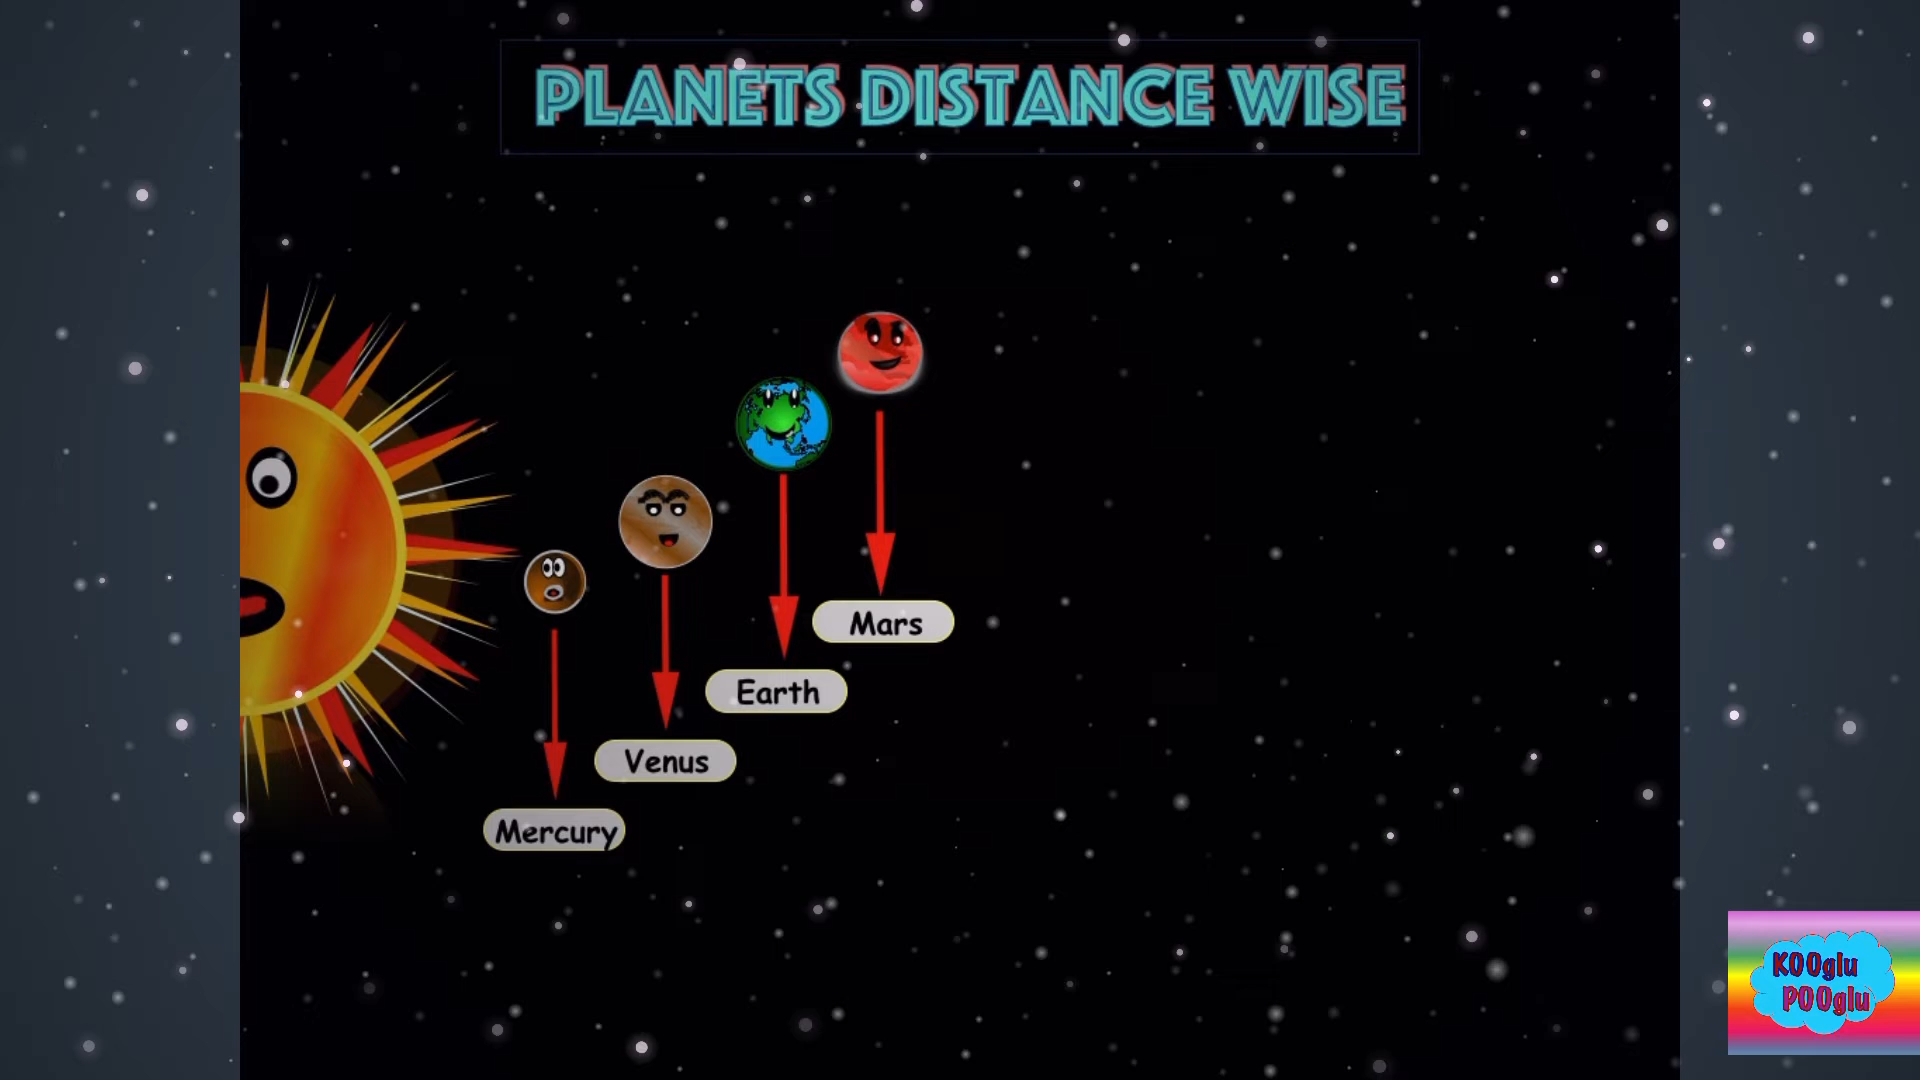 PLANETS DISTANCE WISE
Mars
Earth
Venus
Mercury
KOOglu
POOglu